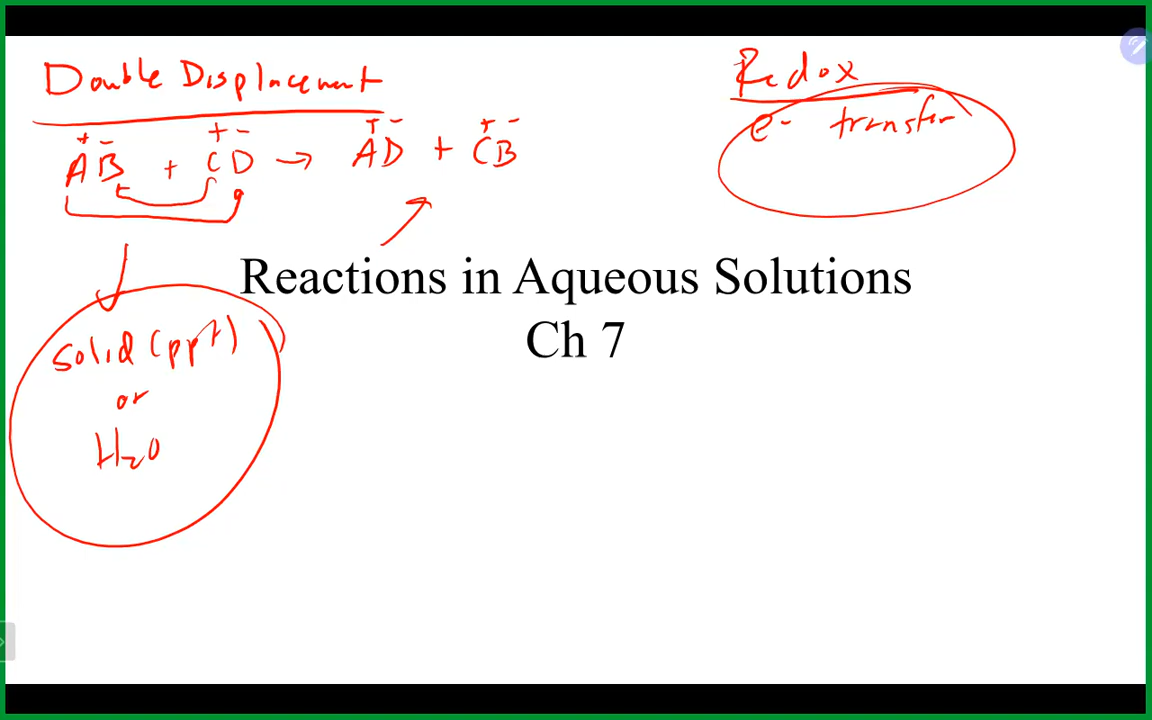 Double Displacement
+ - + - + - + -
AB + CD → AD + CB
Redox
e- transfer
Reactions in Aqueous Solutions
Ch 7
Solid (ppt)
or
H₂O